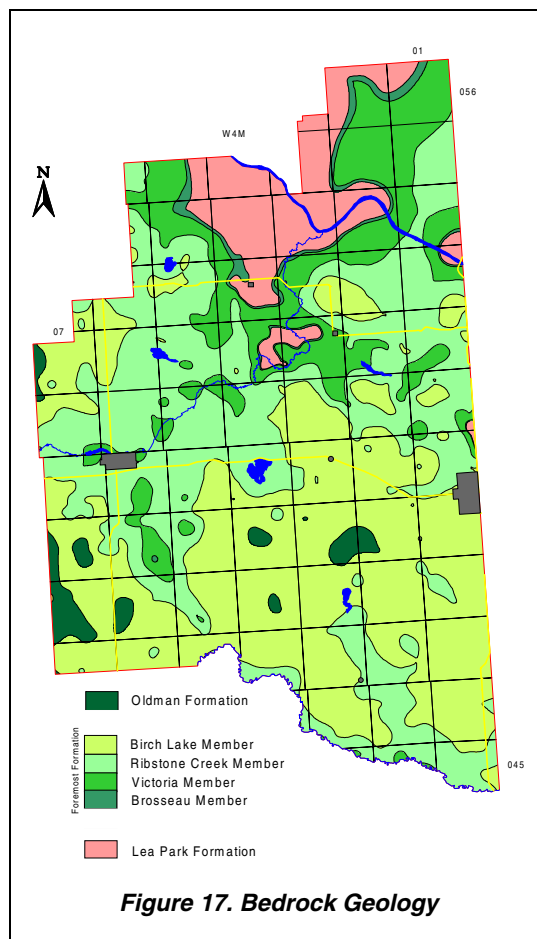 01
056
W4M
N
07
Oldman Formation
Foremost Formation
Birch Lake Member
Ribstone Creek Member
Victoria Member
Brosseau Member
045
Lea Park Formation
Figure 17. Bedrock Geology